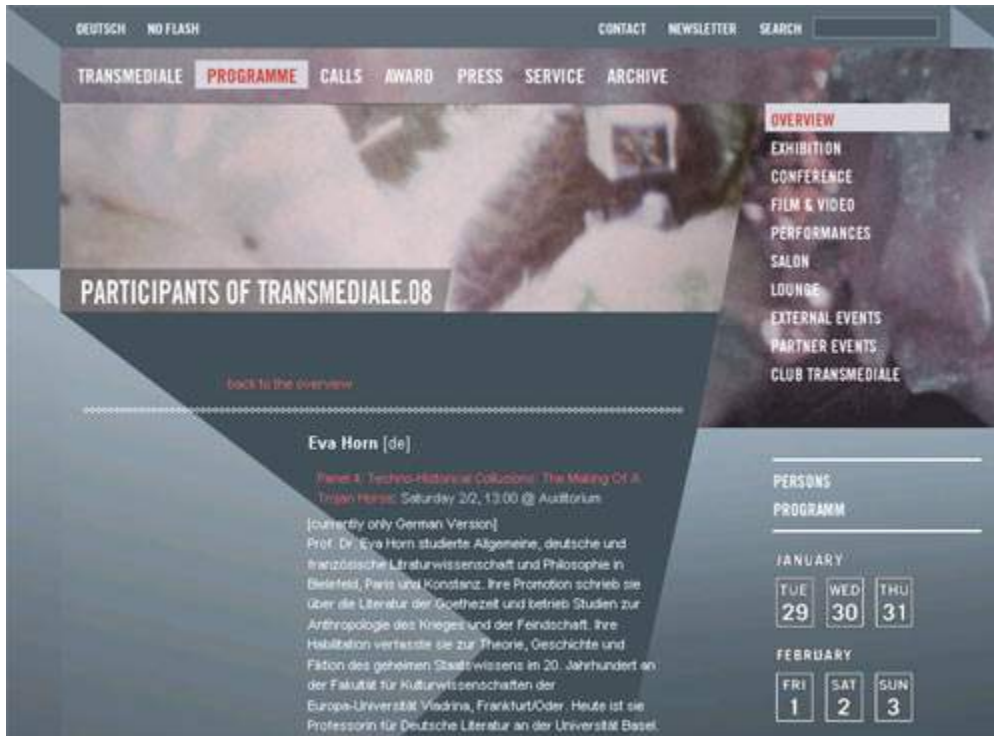 DEUTSCH NO FLASH CONTACT NEWSLETTER SEARCH
TRANSMEDIALE PROGRAMME CALLS AWARD PRESS SERVICE ARCHIVE
OVERVIEW
EXHIBITION
CONFERENCE
FILM & VIDEO
PERFORMANCES
SALON
LOUNGE
EXTERNAL EVENTS
PARTNER EVENTS
CLUB TRANSMEDIALE
PARTICIPANTS OF TRANSMEDIALE.08
back to the overview
Eva Horn [de]
Panel 4: Techno-Historical Collusions: The Making Of A
Trojan Horse: Saturday 2/2, 13:00 @ Auditorium
[currently only German Version]
Prof. Dr. Eva Horn studierte Allgemeine, deutsche und
französische Litraturwissenschaft und Philosophie in
Bielefeld, Paris und Konstanz. Ihre Promotion schrieb sie
über die Literatur der Goethezeit und betrieb Studien zur
Anthropologie des Krieges und der Feindschaft. Ihre
Habilitation verfasste sie zur Theorie, Geschichte und
Fiktion des geheimen Staatswissens im 20. Jahrhundert an
der Fakultät für Kulturwissenschaften der
Europa-Universität Viadrina, Frankfurt/Oder. Heute ist sie
Professorin für Deutsche Literatur an der Universität Basel.
PERSONS
PROGRAMM
JANUARY
TUE WED THU
29 30 31
FEBRUARY
FRI SAT SUN
1 2 3